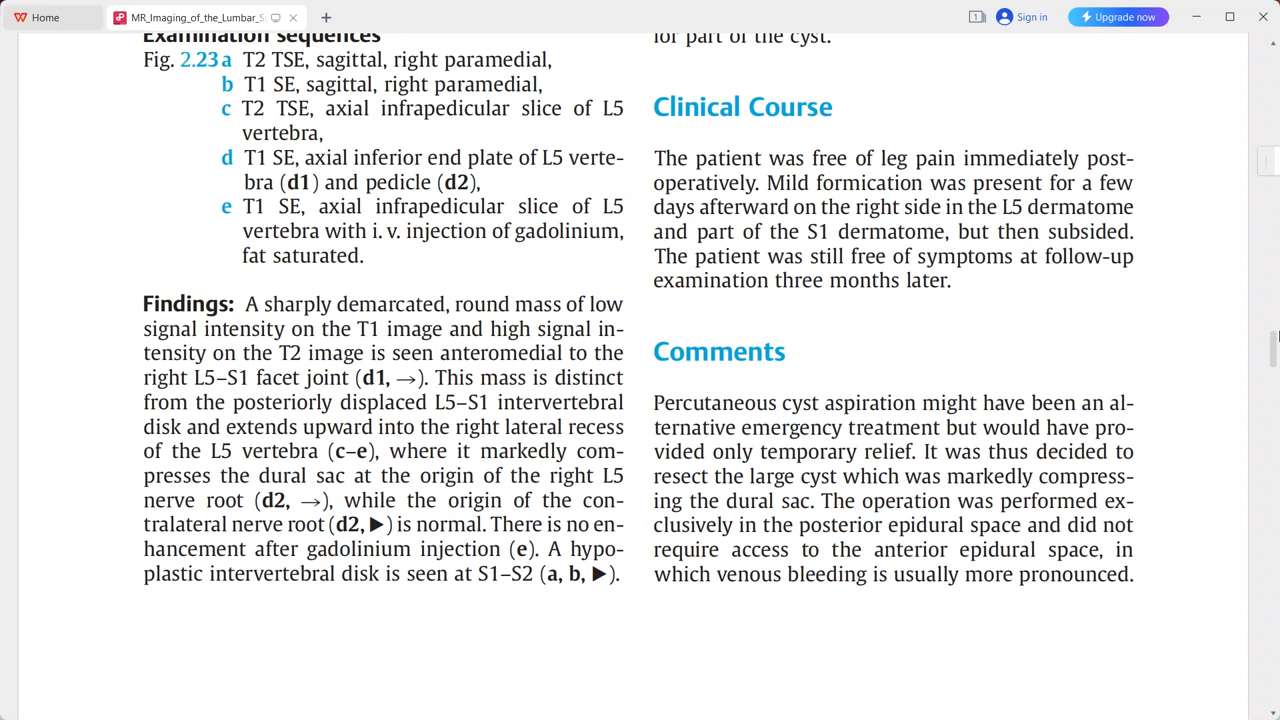 Home
MR_Imaging_of_the_Lumbar_S
Sign in
Upgrade now
Examination sequences
Fig. 2.23 a T2 TSE, sagittal, right paramedial,
b T1 SE, sagittal, right paramedial,
c T2 TSE, axial infrapedicular slice of L5
vertebra,
d T1 SE, axial inferior end plate of L5 verte-
bra (d1) and pedicle (d2),
e T1 SE, axial infrapedicular slice of L5
vertebra with i. v. injection of gadolinium,
fat saturated.
Findings: A sharply demarcated, round mass of low
signal intensity on the T1 image and high signal in-
tensity on the T2 image is seen anteromedial to the
right L5–S1 facet joint (d1, →). This mass is distinct
from the posteriorly displaced L5–S1 intervertebral
disk and extends upward into the right lateral recess
of the L5 vertebra (c–e), where it markedly com-
presses the dural sac at the origin of the right L5
nerve root (d2, →), while the origin of the con-
tralateral nerve root (d2, ▶) is normal. There is no en-
hancement after gadolinium injection (e). A hypo-
plastic intervertebral disk is seen at S1–S2 (a, b, ▶).
for part of the cyst.
Clinical Course
The patient was free of leg pain immediately post-
operatively. Mild formication was present for a few
days afterward on the right side in the L5 dermatome
and part of the S1 dermatome, but then subsided.
The patient was still free of symptoms at follow-up
examination three months later.
Comments
Percutaneous cyst aspiration might have been an al-
ternative emergency treatment but would have pro-
vided only temporary relief. It was thus decided to
resect the large cyst which was markedly compress-
ing the dural sac. The operation was performed ex-
clusively in the posterior epidural space and did not
require access to the anterior epidural space, in
which venous bleeding is usually more pronounced.